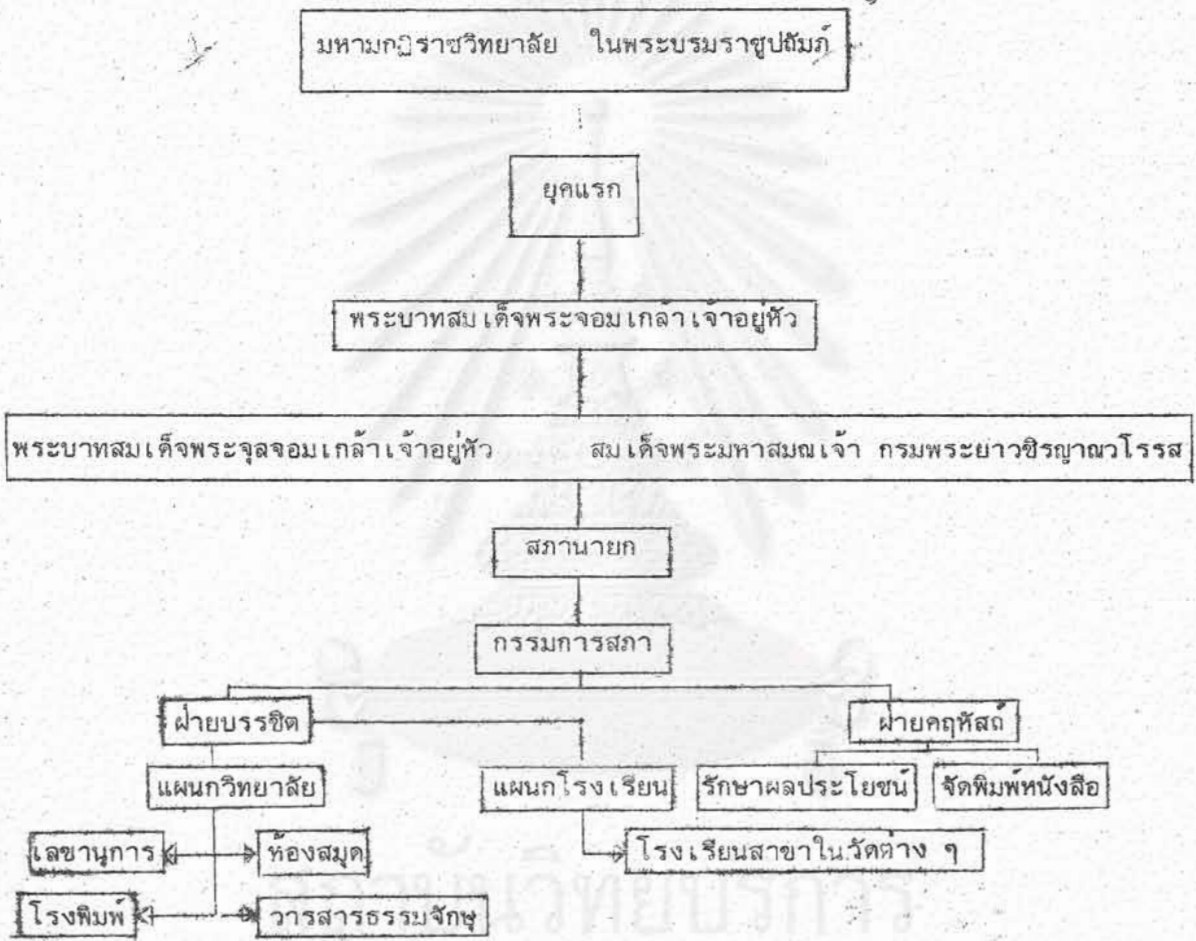 มหามกุฏราชวิทยาลัย ในพระบรมราชูปถัมภ์
ยุคแรก
พระบาทสมเด็จพระจอมเกล้าเจ้าอยู่หัว
พระบาทสมเด็จพระจุลจอมเกล้าเจ้าอยู่หัว สมเด็จพระมหาสมณเจ้า กรมพระยาวชิรญาณวโรรส
สภานายก
กรรมการสภา
ฝ่ายบรรชิต ฝ่ายคฤหัสถ์
แผนกวิทยาลัย แผนกโรงเรียน รักษาผลประโยชน์ จัดพิมพ์หนังสือ
เลขานุการ ห้องสมุด โรงเรียนสาขาในวัดต่าง ๆ
โรงพิมพ์ วารสารธรรมจักษุ
สถาบันวิทยบริการ